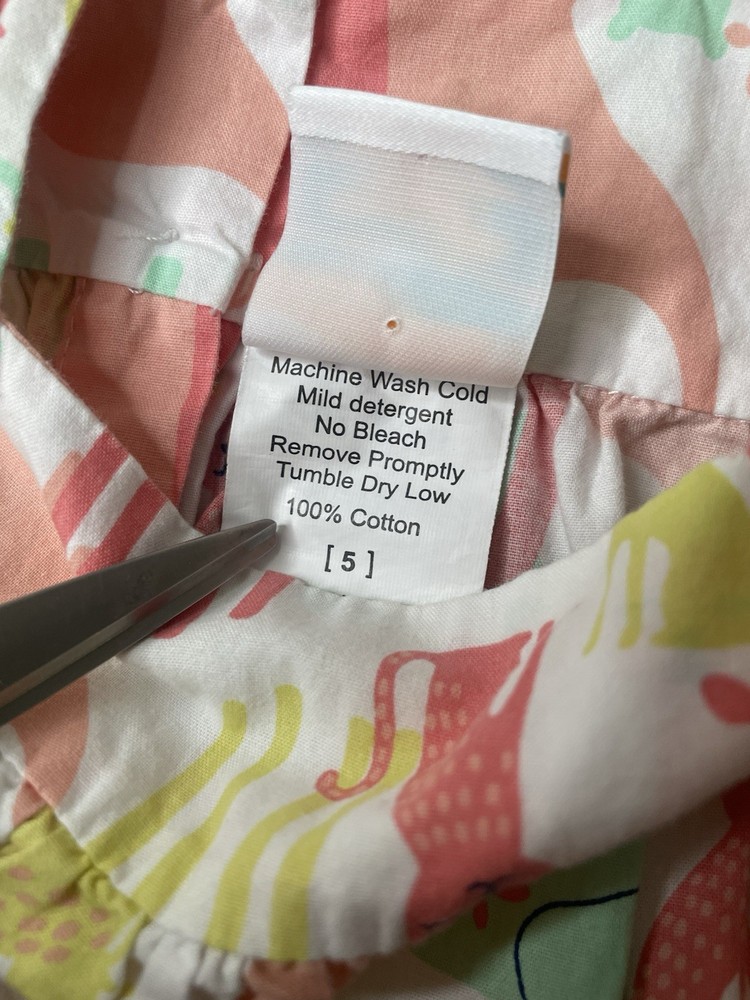 Machine Wash Cold
Mild detergent
No Bleach
Remove Promptly
Tumble Dry Low
100% Cotton
[ 5 ]